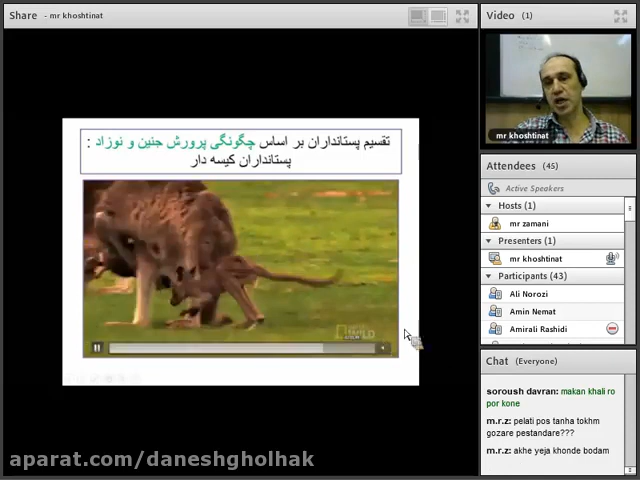 Share - mr khoshtinat
تقسیم پستانداران بر اساس چگونگی پرورش جنین و نوزاد :
پستانداران کیسه دار
Video (1)
mr khoshtinat
Attendees (45)
Active Speakers
Hosts (1)
mr zamani
Presenters (1)
mr khoshtinat
Participants (43)
Ali Norozi
Amin Nemat
Amirali Rashidi
Chat (Everyone)
soroush davran: makan khali ro
por kone
m.r.z: pelati pos tanha tokhm
gozare pestandare???
m.r.z: akhe yeja khonde bodam
aparat.com/daneshgholhak